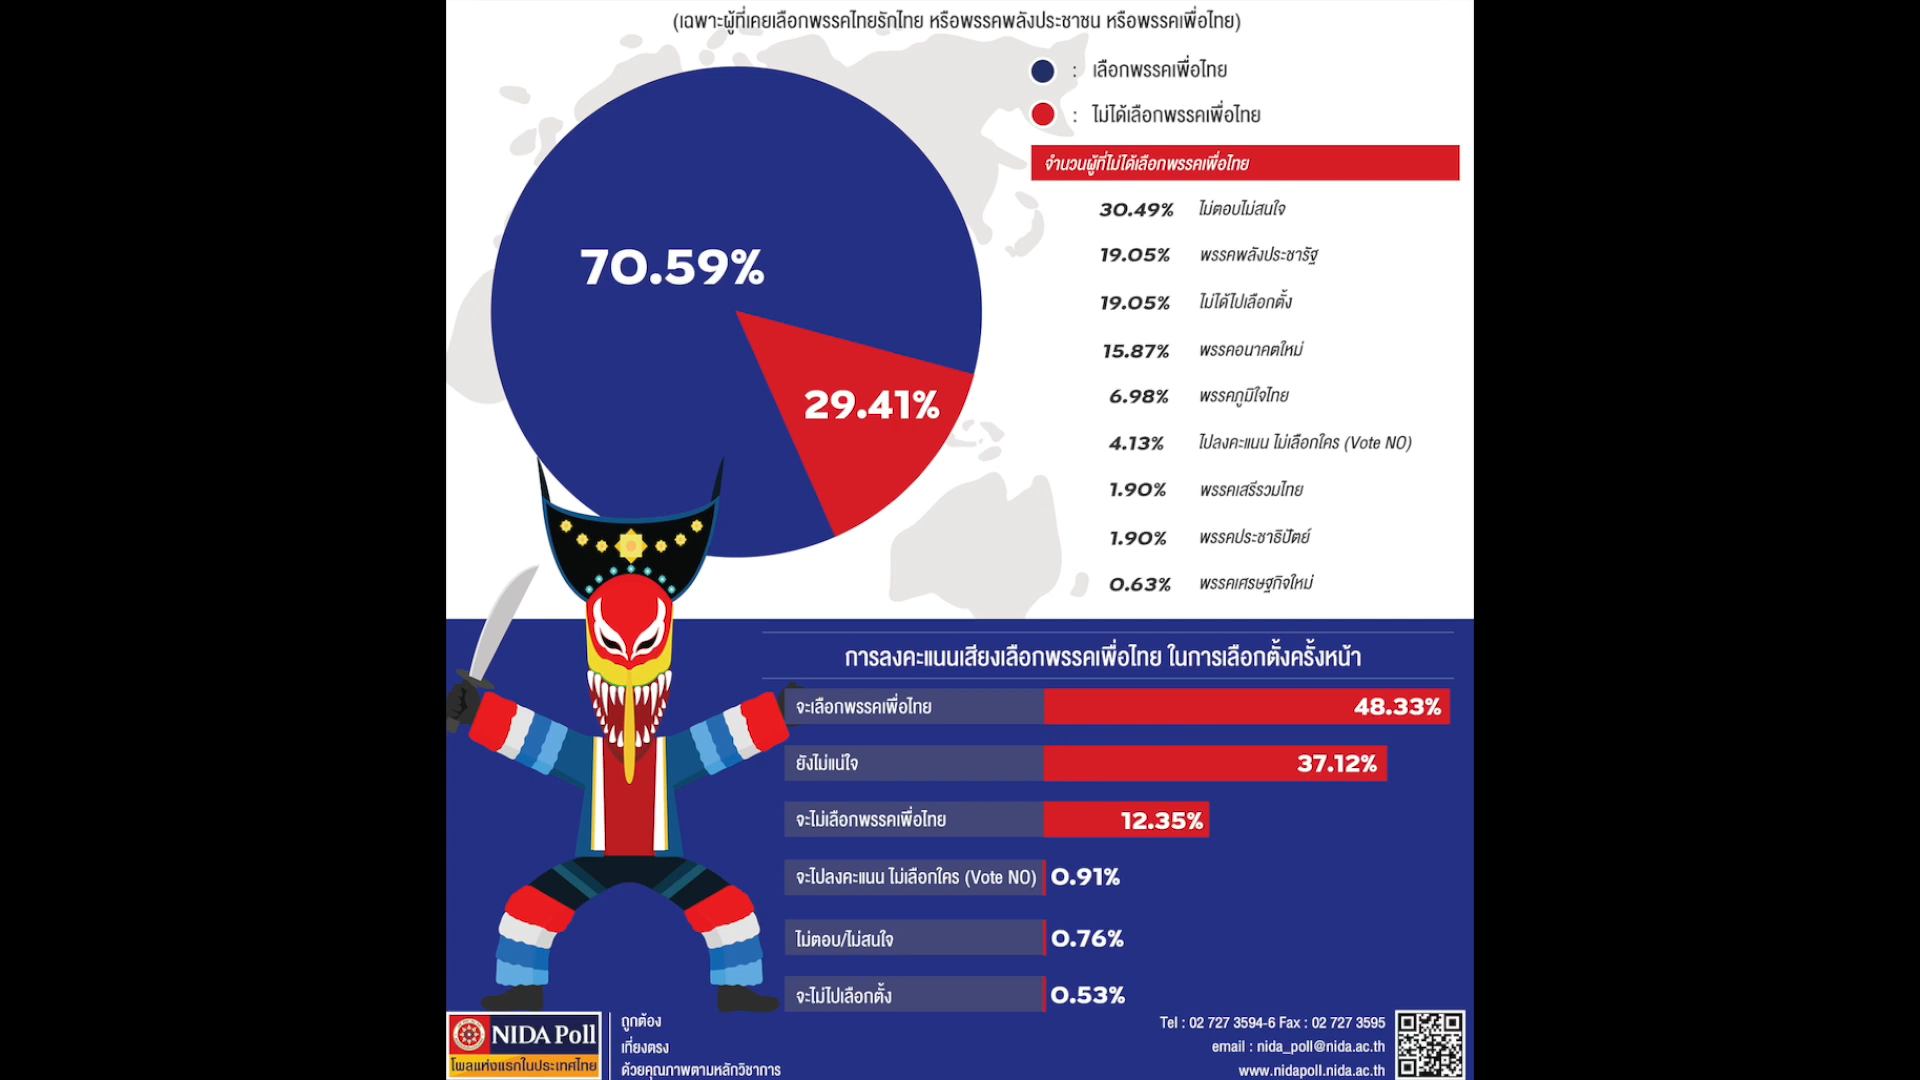 (เฉพาะผู้ที่เคยเลือกพรรคไทยรักไทย หรือพรรคพลังประชาชน หรือพรรคเพื่อไทย)
: เลือกพรรคเพื่อไทย
: ไม่ได้เลือกพรรคเพื่อไทย
70.59%
29.41%
จำนวนผู้ที่ไม่ได้เลือกพรรคเพื่อไทย
30.49% ไม่ตอบไม่สนใจ
19.05% พรรคพลังประชารัฐ
19.05% ไม่ได้ไปเลือกตั้ง
15.87% พรรคอนาคตใหม่
6.98% พรรคภูมิใจไทย
4.13% ไปลงคะแนน ไม่เลือกใคร (Vote NO)
1.90% พรรคเสรีรวมไทย
1.90% พรรคประชาธิปัตย์
0.63% พรรคเศรษฐกิจใหม่
การลงคะแนนเสียงเลือกพรรคเพื่อไทย ในการเลือกตั้งครั้งหน้า
จะเลือกพรรคเพื่อไทย 48.33%
ยังไม่แน่ใจ 37.12%
จะไม่เลือกพรรคเพื่อไทย 12.35%
จะไปลงคะแนน ไม่เลือกใคร (Vote NO) 0.91%
ไม่ตอบ/ไม่สนใจ 0.76%
จะไม่ไปเลือกตั้ง 0.53%
NIDA Poll
โพลแห่งแรกในประเทศไทย
ถูกต้อง
เที่ยงตรง
ด้วยคุณภาพตามหลักวิชาการ
Tel : 02 727 3594-6 Fax : 02 727 3595
email : nida_poll@nida.ac.th
www.nidapoll.nida.ac.th